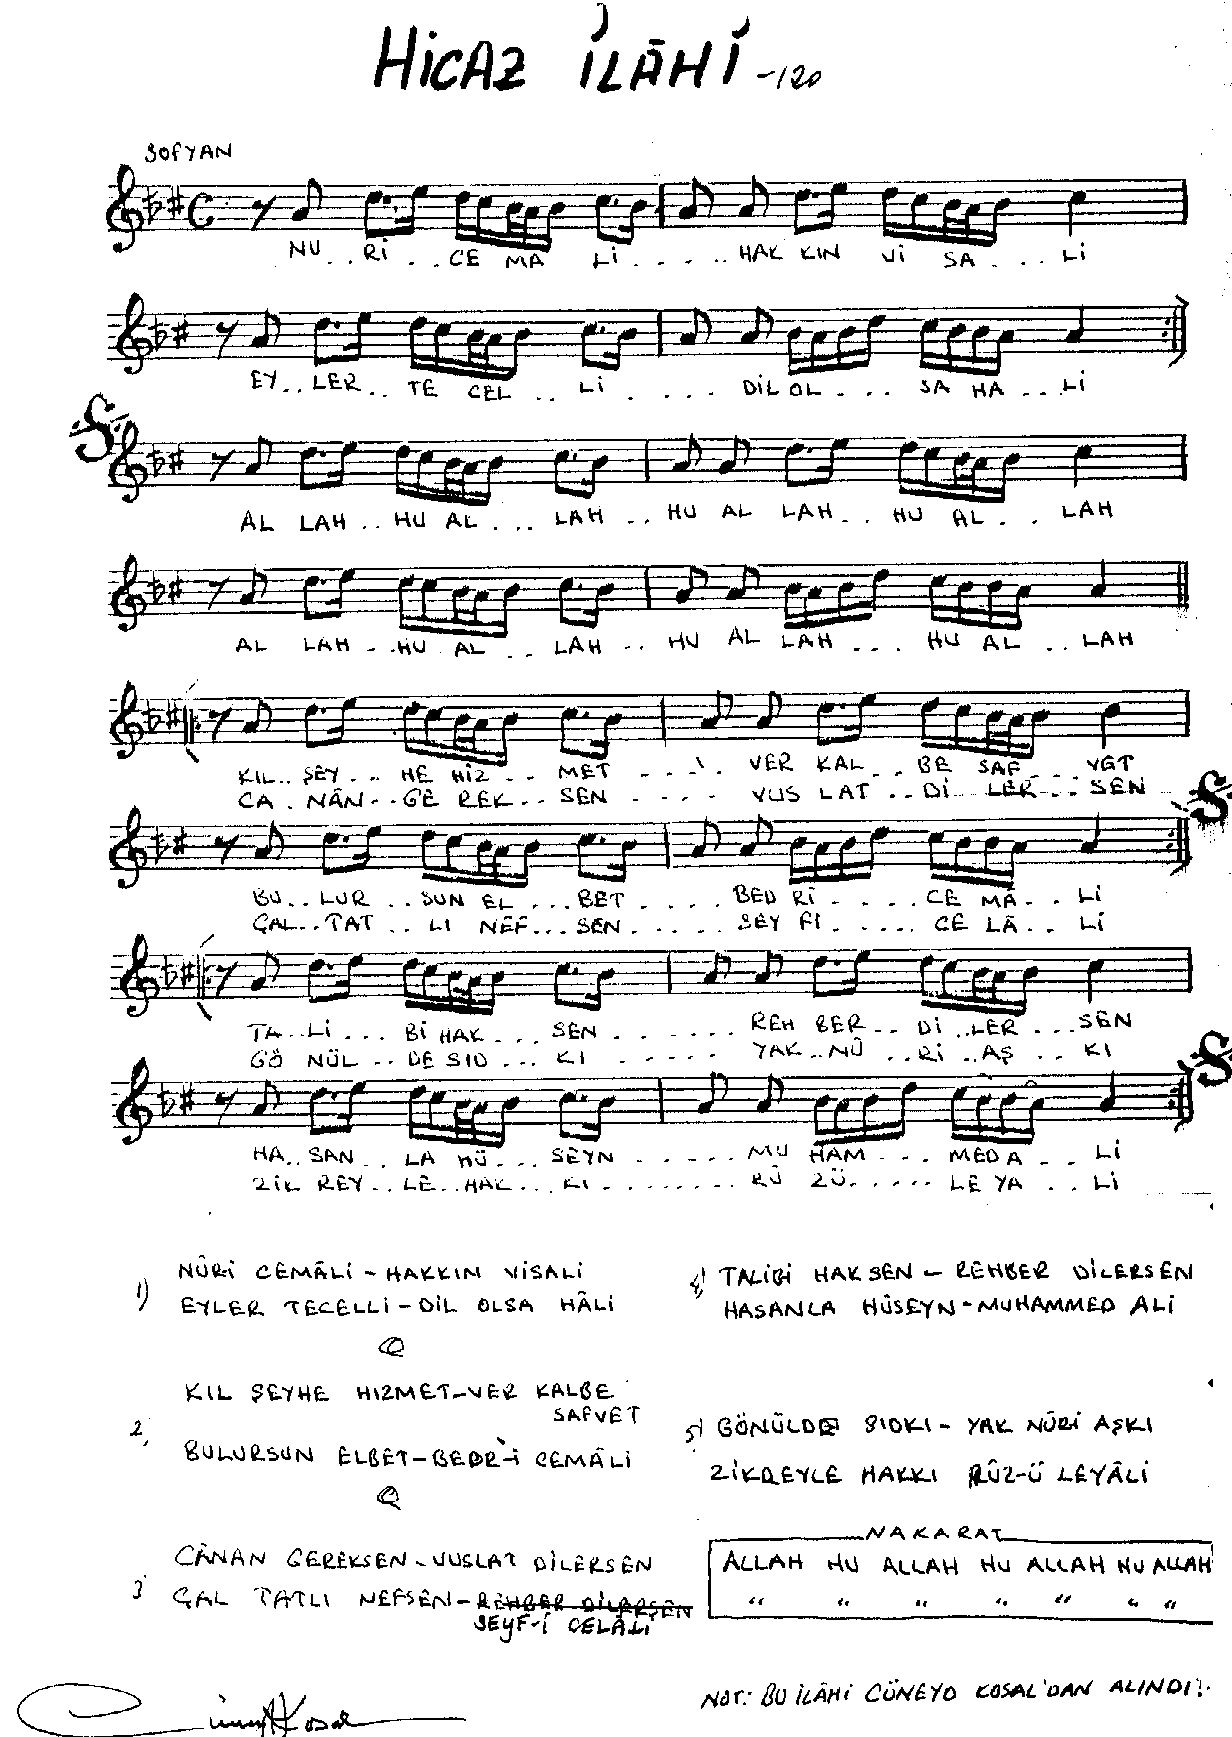 HİCAZ İLÂHİ -120
SOFYAN
NU..Rİ..CE MA Lİ.....HAK KIN Vİ SA...Lİ
EY..LER..TE CEL..Lİ....DİL OL...SA HA...Lİ
AL LAH..HU AL...LAH..HU AL LAH..HU AL..LAH
AL LAH..HU AL..LAH..HU AL LAH...HU AL..LAH
KIL..ŞEY...HE HİZ..MET....VER KAL..BE SAF...VET
CA.NÂN..GE REK..SEN....VUS LAT..Dİ LER..SEN
BU..LUR..SUN EL...BET....BED Rİ.....CE MÂ..Lİ
ÇAL..TAT..LI NEF...SEN......SEY Fİ.....CE LÂ..Lİ
TA..Lİ...Bİ HAK...SEN......REH BER..Dİ..LER...SEN
GÖ NÜL..DE SID..KI......YAK..NÛ..Rİ..AŞ..KI
HA..SAN..LA HÜ...SEYN......MU HAM...MED A..Lİ
ZİK REY..LE..HAK...KI........RÛ ZÜ.....LE YA..Lİ
1) NÛRİ CEMÂLİ - HAKKIN VİSALİ
EYLER TECELLİ - DİL OLSA HÂLİ
KIL ŞEYHE HIZMET-VER KALBE
SAFVET
2. BULURSUN ELBET-BEDR-İ CEMÂLİ
CÂNAN GEREKSEN-VUSLAT DİLERSEN
3 ÇAL TATLI NEFSEN-REHBER DİLERSEN
SEYF-İ CELÂLİ
4) TALİBİ HAKSEN - REHBER DİLERSEN
HASANLA HÜSEYN-MUHAMMED ALİ
5) GÖNÜLDE SIDKI - YAK NÛRİ AŞKI
ZİKREYLE HAKKI RÛZ-Ü LEYÂLİ
NAKARAT
ALLAH HU ALLAH HU ALLAH HU ALLAH
" " " " " " "
NOT: BU İLÂHİ CÜNEYD KOSAL'DAN ALINDI!.
Cüneyd Kosal